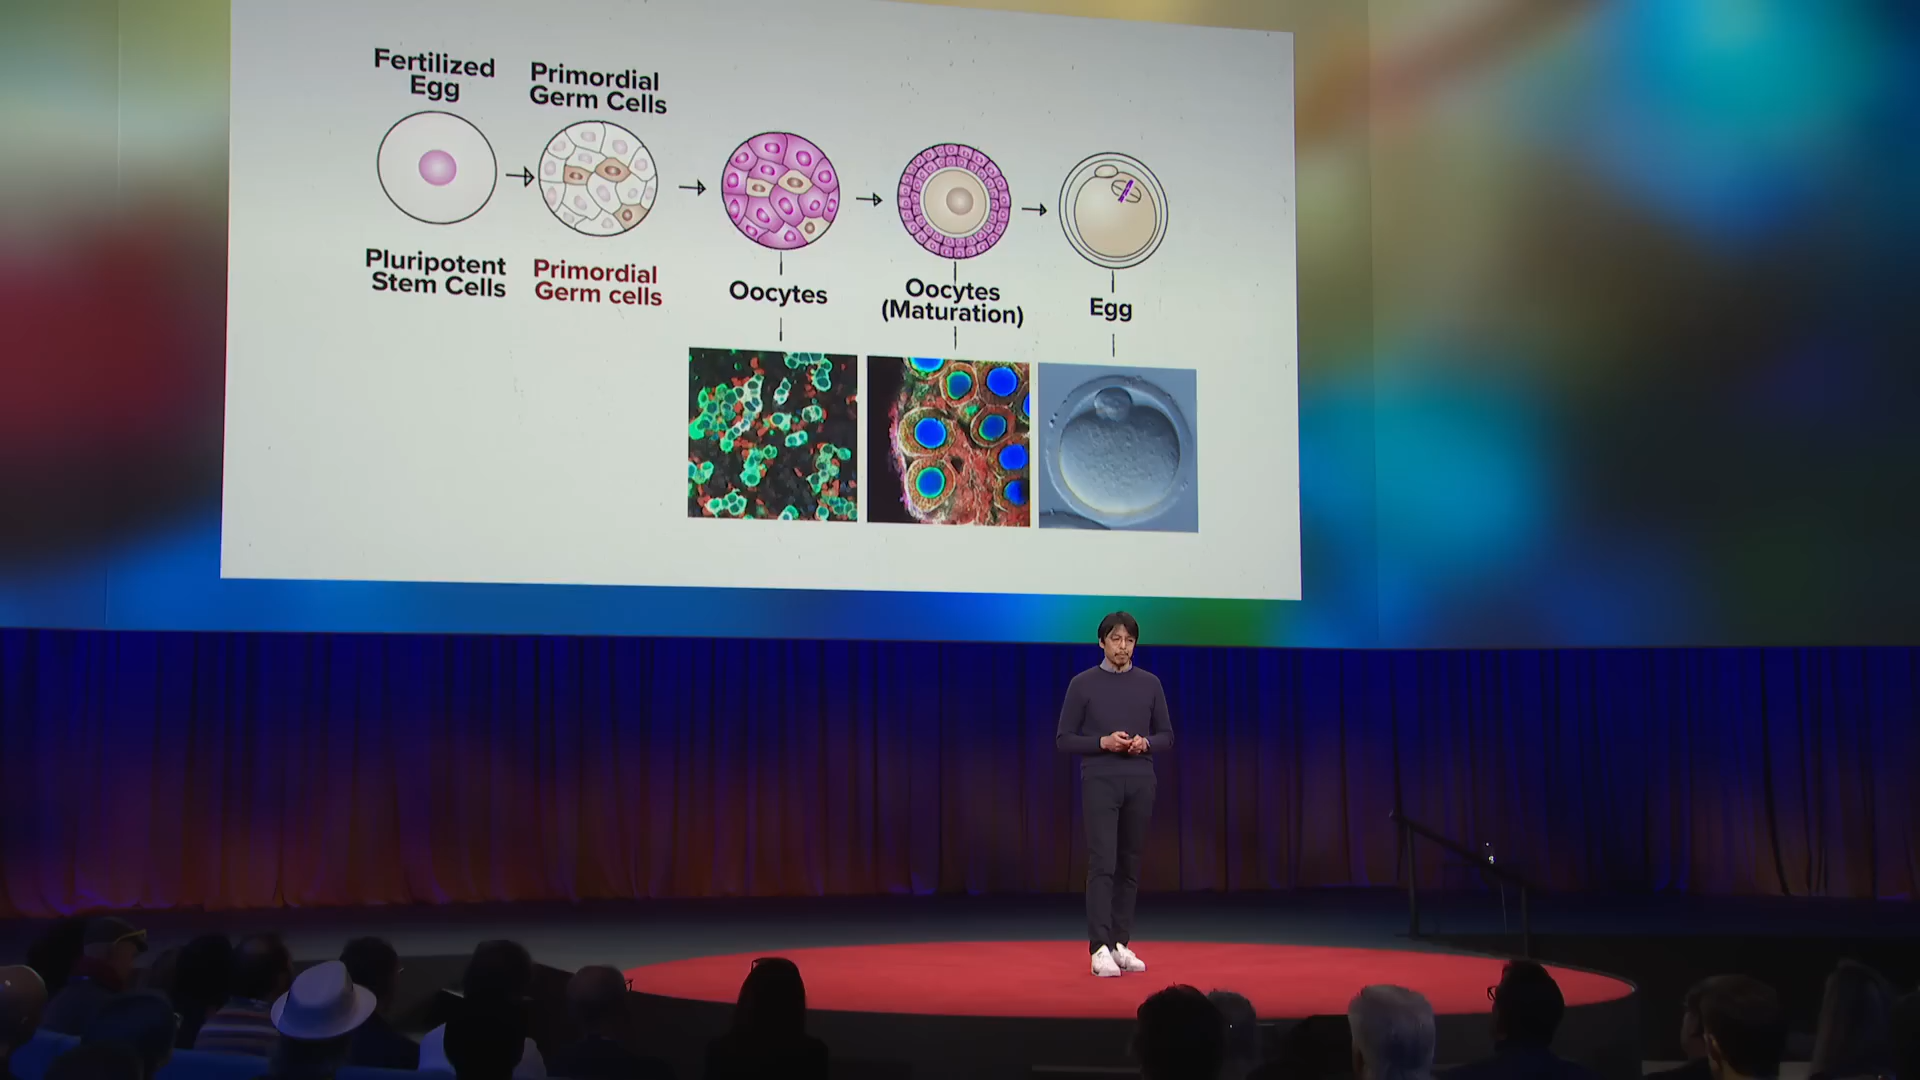 Fertilized
Egg
Primordial
Germ Cells
Pluripotent
Stem Cells
Primordial
Germ cells
Oocytes
Oocytes
(Maturation)
Egg